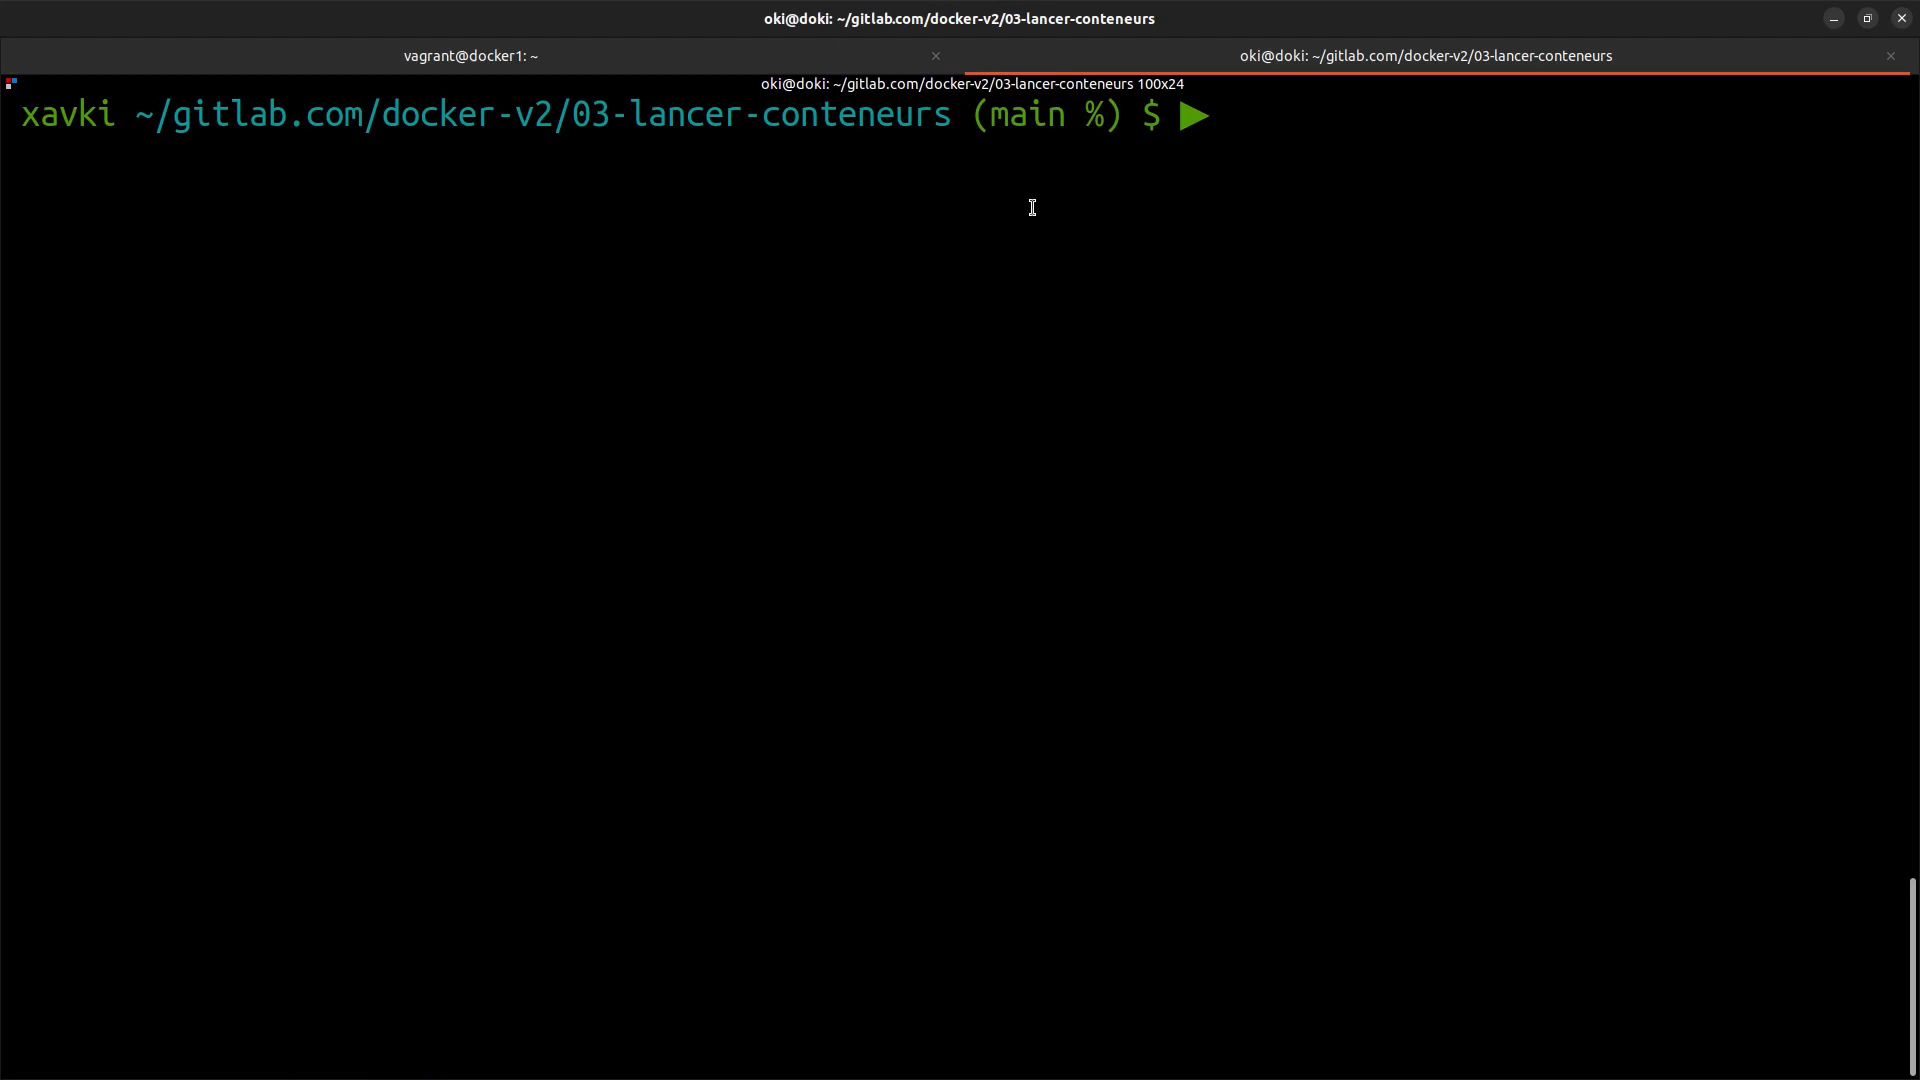 oki@doki: ~/gitlab.com/docker-v2/03-lancer-conteneurs
vagrant@docker1: ~
oki@doki: ~/gitlab.com/docker-v2/03-lancer-conteneurs
oki@doki: ~/gitlab.com/docker-v2/03-lancer-conteneurs 100x24
xavki ~/gitlab.com/docker-v2/03-lancer-conteneurs (main %) $ ▶